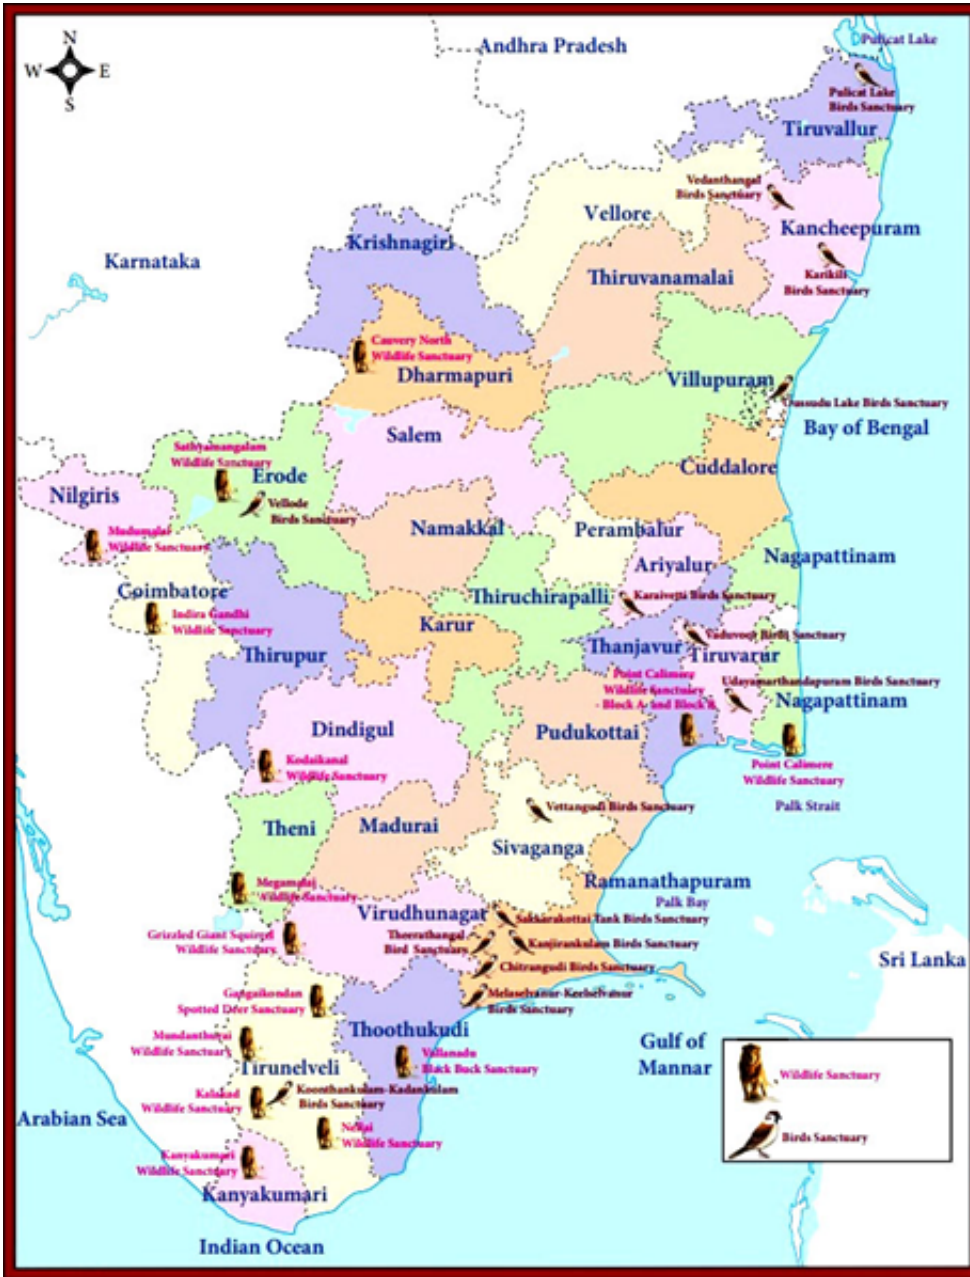 N
W E
S
Andhra Pradesh
Pulicat Lake
Pulicat Lake
Birds Sanctuary
Tiruvallur
Vedanthangal
Birds Sanctuary
Vellore
Kancheepuram
Krishnagiri
Karnataka
Thiruvanamalai
Karikili
Birds Sanctuary
Cauvery North
Wildlife Sanctuary
Dharmapuri
Villupuram
Oussudu Lake Birds Sanctuary
Bay of Bengal
Salem
Sathyamangalam
Wildlife Sanctuary
Erode
Cuddalore
Nilgiris
Vellode
Birds Sanctuary
Namakkal
Perambalur
Mudumalai
Wildlife Sanctuary
Ariyalur
Nagapattinam
Coimbatore
Thiruchirapalli
Karaivetti Birds Sanctuary
Indira Gandhi
Wildlife Sanctuary
Karur
Thirupur
Thanjavur
Vaduvoor Birds Sanctuary
Tiruvarur
Point Calimere
Wildlife Sanctuary
- Block A and Block B
Udayamarthandapuram Birds Sanctuary
Nagapattinam
Dindigul
Pudukottai
Kodaikanal
Wildlife Sanctuary
Point Calimere
Wildlife Sanctuary
Palk Strait
Vettangudi Birds Sanctuary
Theni
Madurai
Sivaganga
Megamalai
Wildlife Sanctuary
Ramanathapuram
Palk Bay
Virudhunagar
Sakkarakottai Tank Birds Sanctuary
Grizzled Giant Squirrel
Wildlife Sanctuary
Theerathangal
Bird Sanctuary
Kanjirankulam Birds Sanctuary
Sri Lanka
Chitrangudi Birds Sanctuary
Gangaikondan
Spotted Deer Sanctuary
Melaselvanur-Keelselvanur
Birds Sanctuary
Thoothukudi
Mundanthurai
Wildlife Sanctuary
Gulf of
Mannar
Tirunelveli
Vallanadu
Black Buck Sanctuary
Wildlife Sanctuary
Kalakad
Wildlife Sanctuary
Koonthankulam-Kadankulam
Birds Sanctuary
Arabian Sea
Nellai
Wildlife Sanctuary
Birds Sanctuary
Kanyakumari
Wildlife Sanctuary
Kanyakumari
Indian Ocean